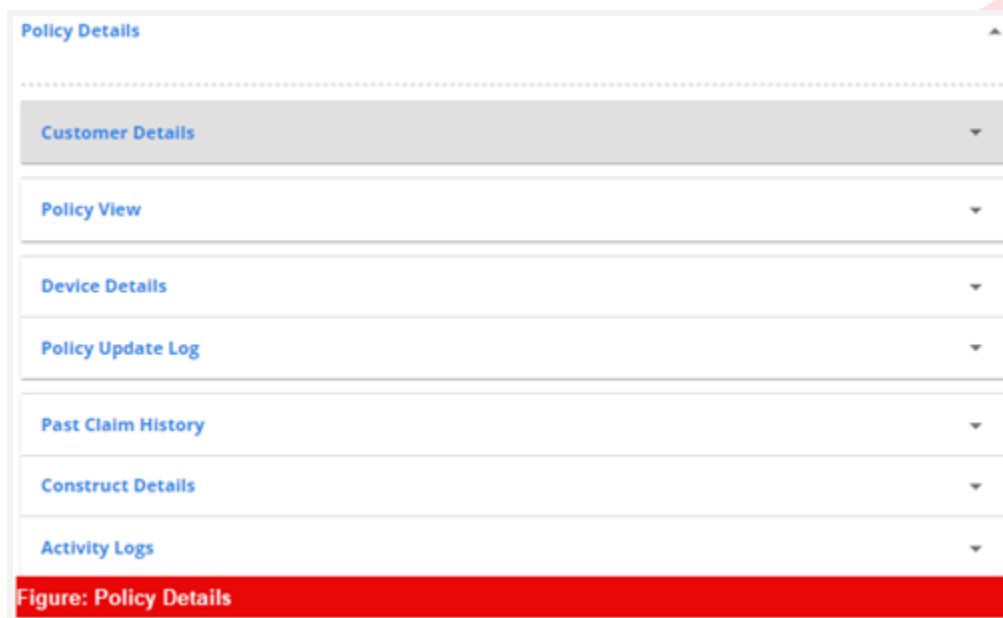 Policy Details
Customer Details
Policy View
Device Details
Policy Update Log
Past Claim History
Construct Details
Activity Logs
Figure: Policy Details